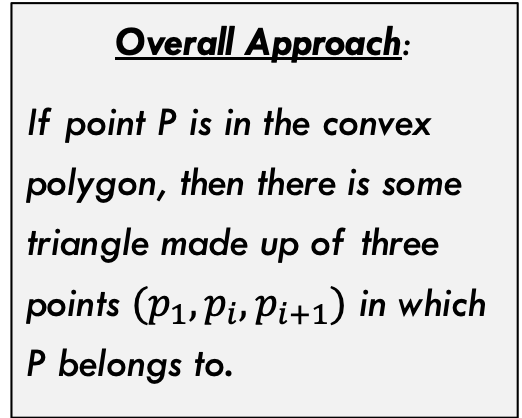 Overall Approach:
If point P is in the convex
polygon, then there is some
triangle made up of three
points (p₁, pᵢ, pᵢ₊₁) in which
P belongs to.